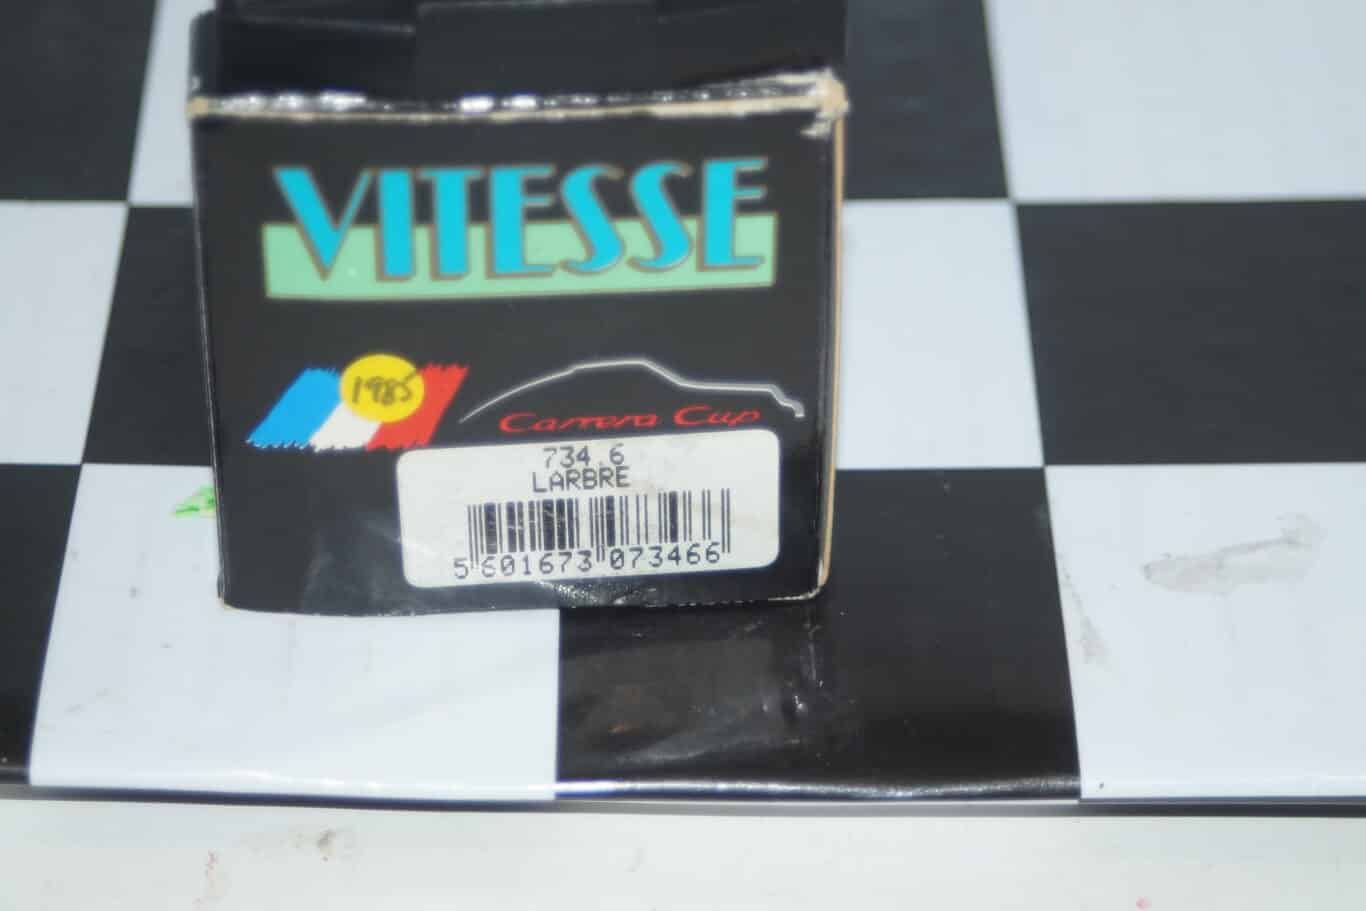 VITESSE
1985
Carrera Cup
734.6
LARBRE
5 601673 073466